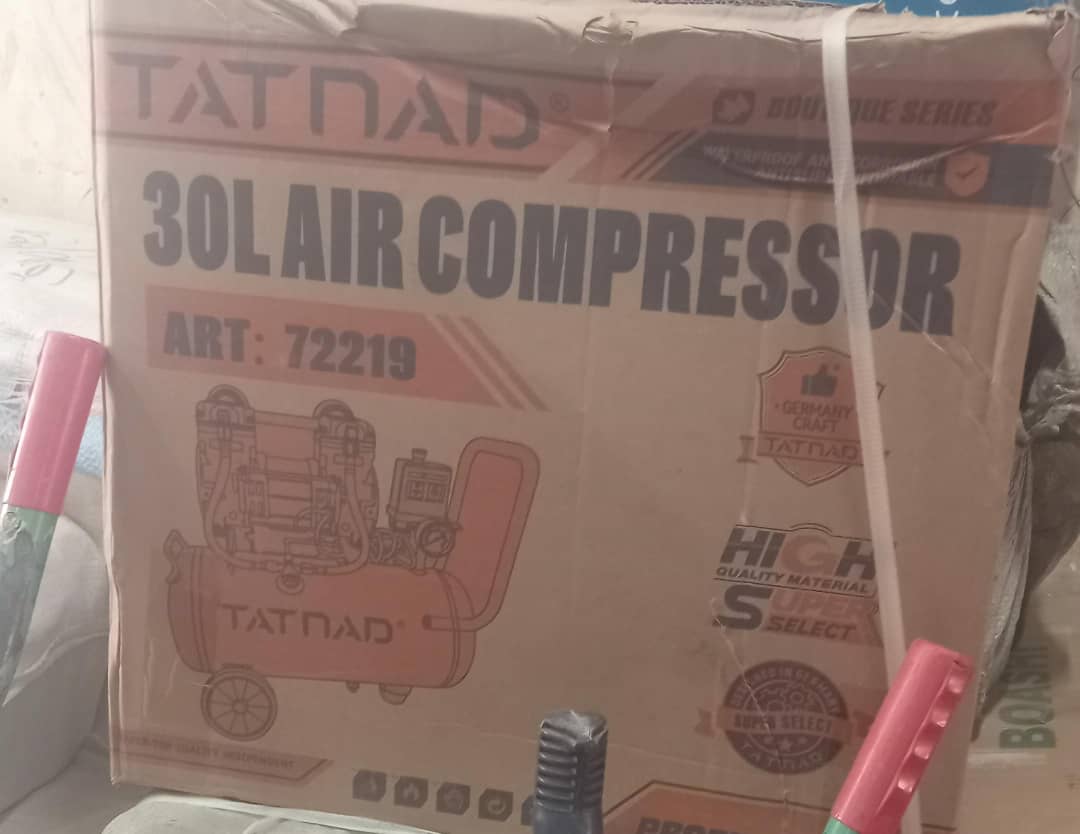 TATNAD®
BOUTIQUE SERIES
30L AIR COMPRESSOR
ART: 72219
GERMANY
CRAFT
TATNAD
HIGH
QUALITY MATERIAL
SUPER
SELECT
TATNAD
SUPER SELECT
TATNAD
BOASHI